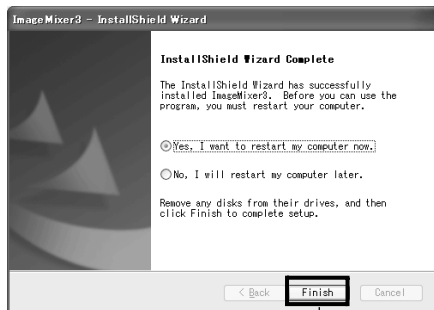 ImageMixer3 - InstallShield Wizard
InstallShield Wizard Complete
The InstallShield Wizard has successfully
installed ImageMixer3. Before you can use the
program, you must restart your computer.
Yes, I want to restart my computer now.
No, I will restart my computer later.
Remove any disks from their drives, and then
click Finish to complete setup.
< Back Finish Cancel